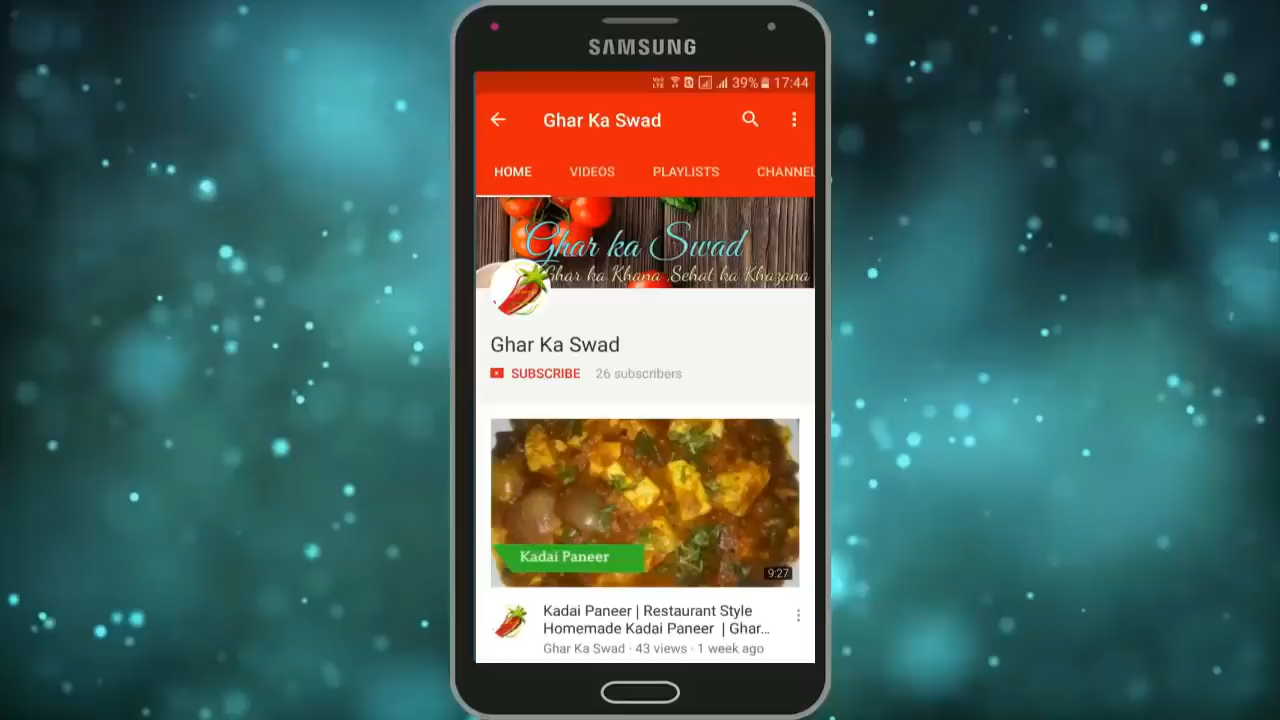 SAMSUNG
VoI LTE 39% 17:44
Ghar Ka Swad
HOME VIDEOS PLAYLISTS CHANNEL
Ghar ka Swad
Ghar ka Khana ,Sehat ka Khazana
Ghar Ka Swad
SUBSCRIBE 26 subscribers
Kadai Paneer
9:27
Kadai Paneer | Restaurant Style
Homemade Kadai Paneer | Ghar...
Ghar Ka Swad · 43 views · 1 week ago